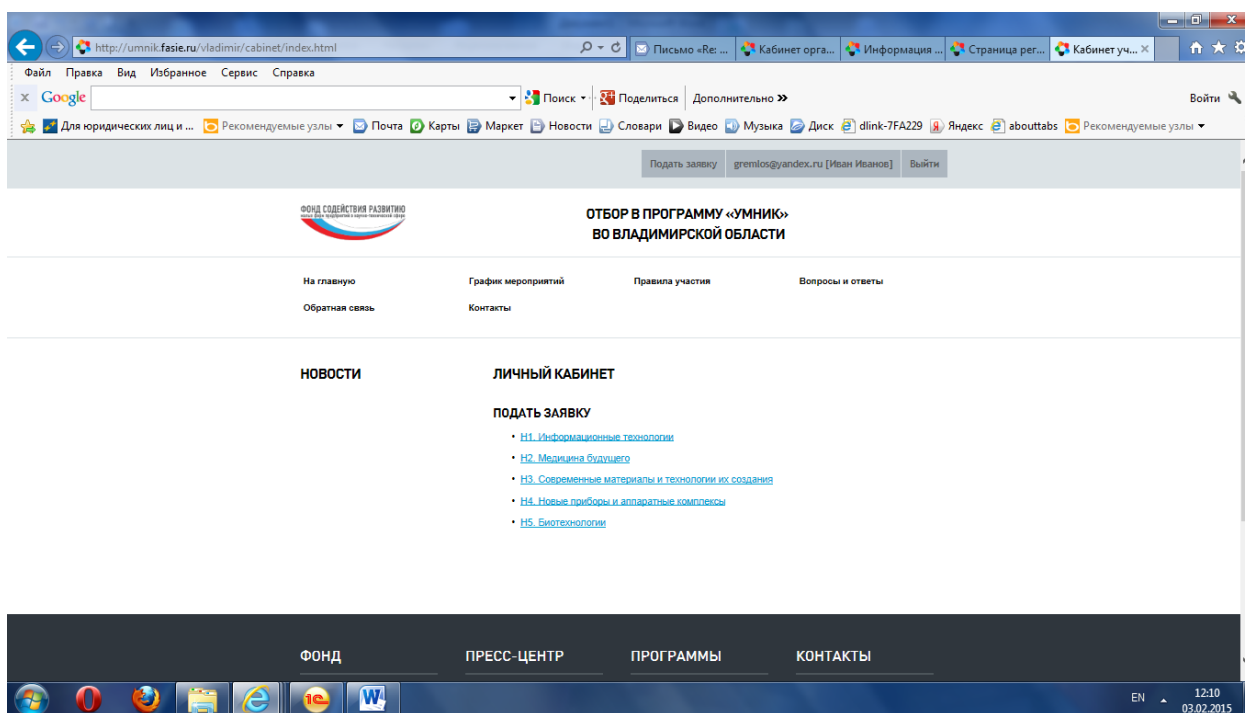 http://umnik.fasie.ru/vladimir/cabinet/index.html
Письмо «Re: ...
Кабинет орга...
Информация ...
Страница рег...
Кабинет уч...
Файл Правка Вид Избранное Сервис Справка
x Google Поиск Поделиться Дополнительно » Войти
Для юридических лиц и ... Рекомендуемые узлы Почта Карты Маркет Новости Словари Видео Музыка Диск dlink-7FA229 Яндекс abouttabs Рекомендуемые узлы
Подать заявку gremlos@yandex.ru [Иван Иванов] Выйти
ФОНД СОДЕЙСТВИЯ РАЗВИТИЮ
ОТБОР В ПРОГРАММУ «УМНИК»
ВО ВЛАДИМИРСКОЙ ОБЛАСТИ
На главную График мероприятий Правила участия Вопросы и ответы
Обратная связь Контакты
НОВОСТИ
ЛИЧНЫЙ КАБИНЕТ
ПОДАТЬ ЗАЯВКУ
• Н1. Информационные технологии
• Н2. Медицина будущего
• Н3. Современные материалы и технологии их создания
• Н4. Новые приборы и аппаратные комплексы
• Н5. Биотехнологии
ФОНД ПРЕСС-ЦЕНТР ПРОГРАММЫ КОНТАКТЫ
EN 12:10
03.02.2015